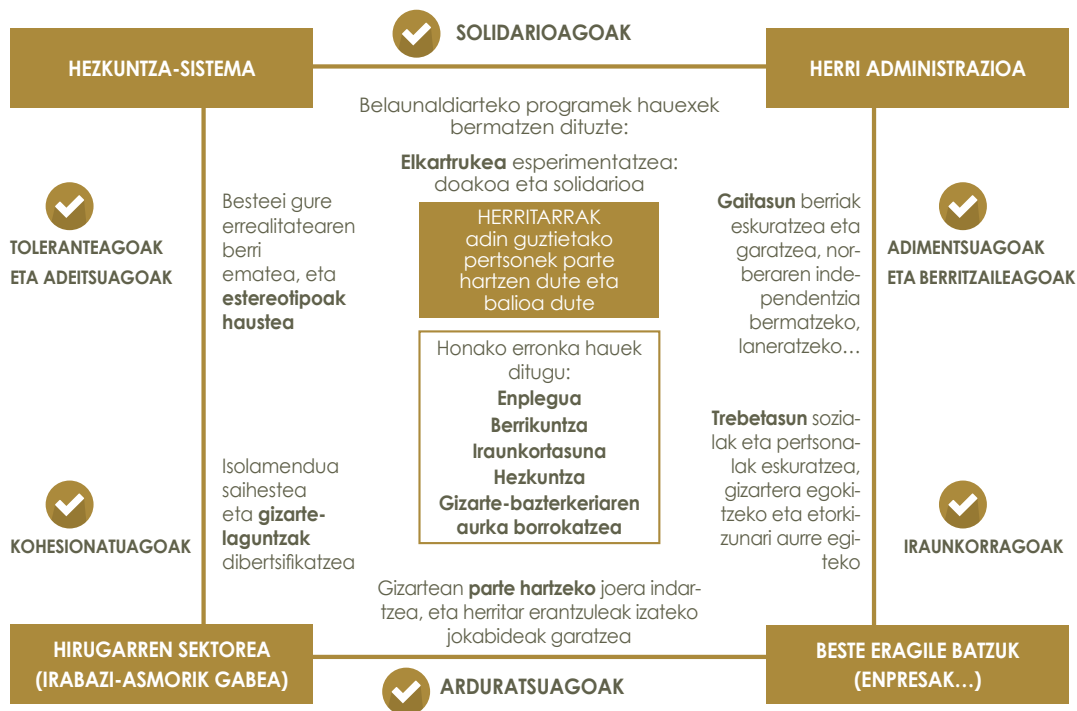 SOLIDARIOAGOAK
HEZKUNTZA-SISTEMA
HERRI ADMINISTRAZIOA
Belaunaldiarteko programek hauexek
bermatzen dituzte:
Elkartrukea esperimentatzea:
doakoa eta solidarioa
TOLERANTEAGOAK
ETA ADEITSUAGOAK
Besteei gure
errealitatearen
berri
ematea, eta
estereotipoak
haustea
HERRITARRAK
adin guztietako
pertsonek parte
hartzen dute eta
balioa dute
Gaitasun berriak
eskuratzea eta
garatzea, nor-
beraren inde-
pendentzia
bermatzeko,
laneratzeko...
ADIMENTSUAGOAK
ETA BERRITZAILEAGOAK
Honako erronka hauek
ditugu:
Enplegua
Berrikuntza
Iraunkortasuna
Hezkuntza
Gizarte-bazterkeriaren
aurka borrokatzea
KOHESIONATUAGOAK
Isolamendua
saihestea
eta gizarte-
laguntzak
dibertsifikatzea
Trebetasun sozia-
lak eta pertsona-
lak eskuratzea,
gizartera egoki-
tzeko eta etorki-
zunari aurre egi-
teko
IRAUNKORRAGOAK
Gizartean parte hartzeko joera indar-
tzea, eta herritar erantzuleak izateko
jokabideak garatzea
HIRUGARREN SEKTOREA
(IRABAZI-ASMORIK GABEA)
BESTE ERAGILE BATZUK
(ENPRESAK...)
ARDURATSUAGOAK